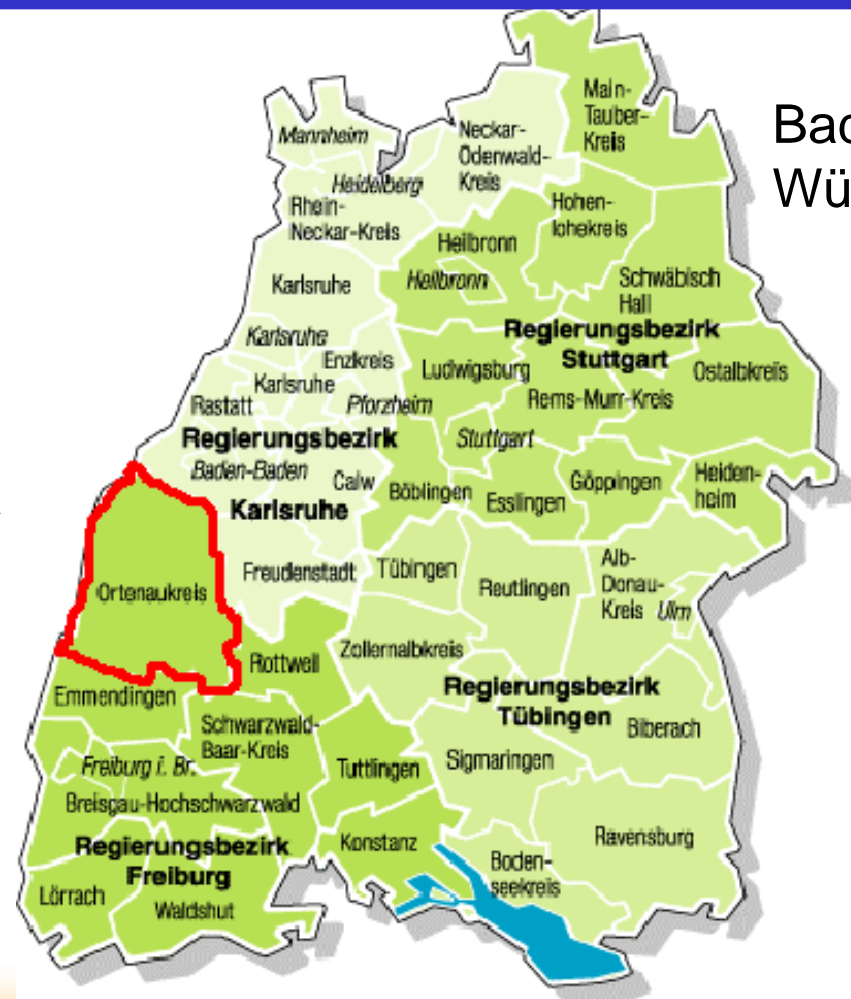 Main-
Tauber-
Kreis
Bad
Wü
Neckar-
Odenwald-
Kreis
Mannheim
Heidelberg
Rhein-
Neckar-Kreis
Hohen-
lohekreis
Heilbronn
Heilbronn
Karlsruhe
Schwäbisch
Hall
Regierungsbezirk
Stuttgart
Karlsruhe
Enzkreis
Ludwigsburg
Ostalbkreis
Karlsruhe
Rastatt
Pforzheim
Rems-Murr-Kreis
Regierungsbezirk
Karlsruhe
Stuttgart
Baden-Baden
Calw
Böblingen
Esslingen
Göppingen
Heiden-
heim
Freudenstadt
Tübingen
Reutlingen
Alb-
Donau-
Kreis
Ulm
Ortenaukreis
Rottweil
Zollernalbkreis
Regierungsbezirk
Tübingen
Biberach
Emmendingen
Schwarzwald-
Baar-Kreis
Freiburg i. Br.
Tuttlingen
Sigmaringen
Breisgau-Hochschwarzwald
Regierungsbezirk
Freiburg
Konstanz
Ravensburg
Boden-
seekreis
Lörrach
Waldshut